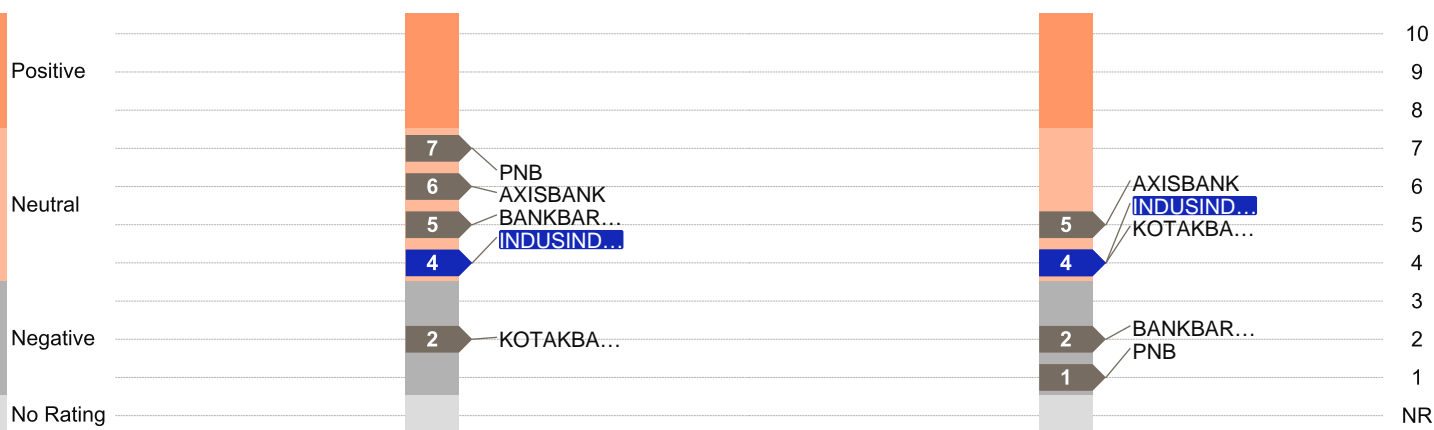 10
Positive
9
8
7
7
PNB
6
AXISBANK
6
AXISBANK
Neutral
BANKBAR…
INDUSIND…
5
5
KOTAKBA…
5
INDUSIND…
4
4
4
3
Negative
2
KOTAKBA…
2
BANKBAR…
2
PNB
1
1
No Rating
NR